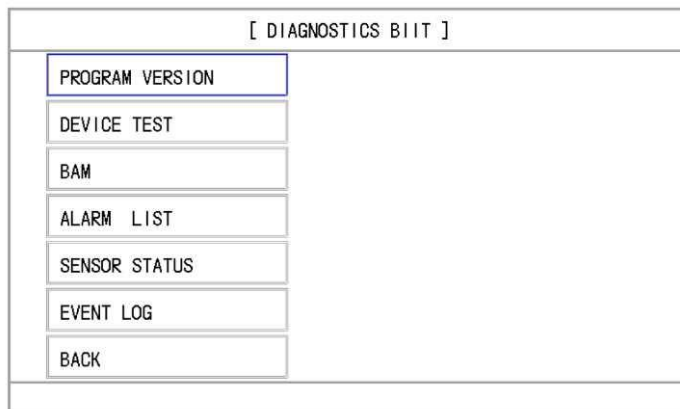 [ DIAGNOSTICS BIIT ]
PROGRAM VERSION
DEVICE TEST
BAM
ALARM  LIST
SENSOR STATUS
EVENT LOG
BACK